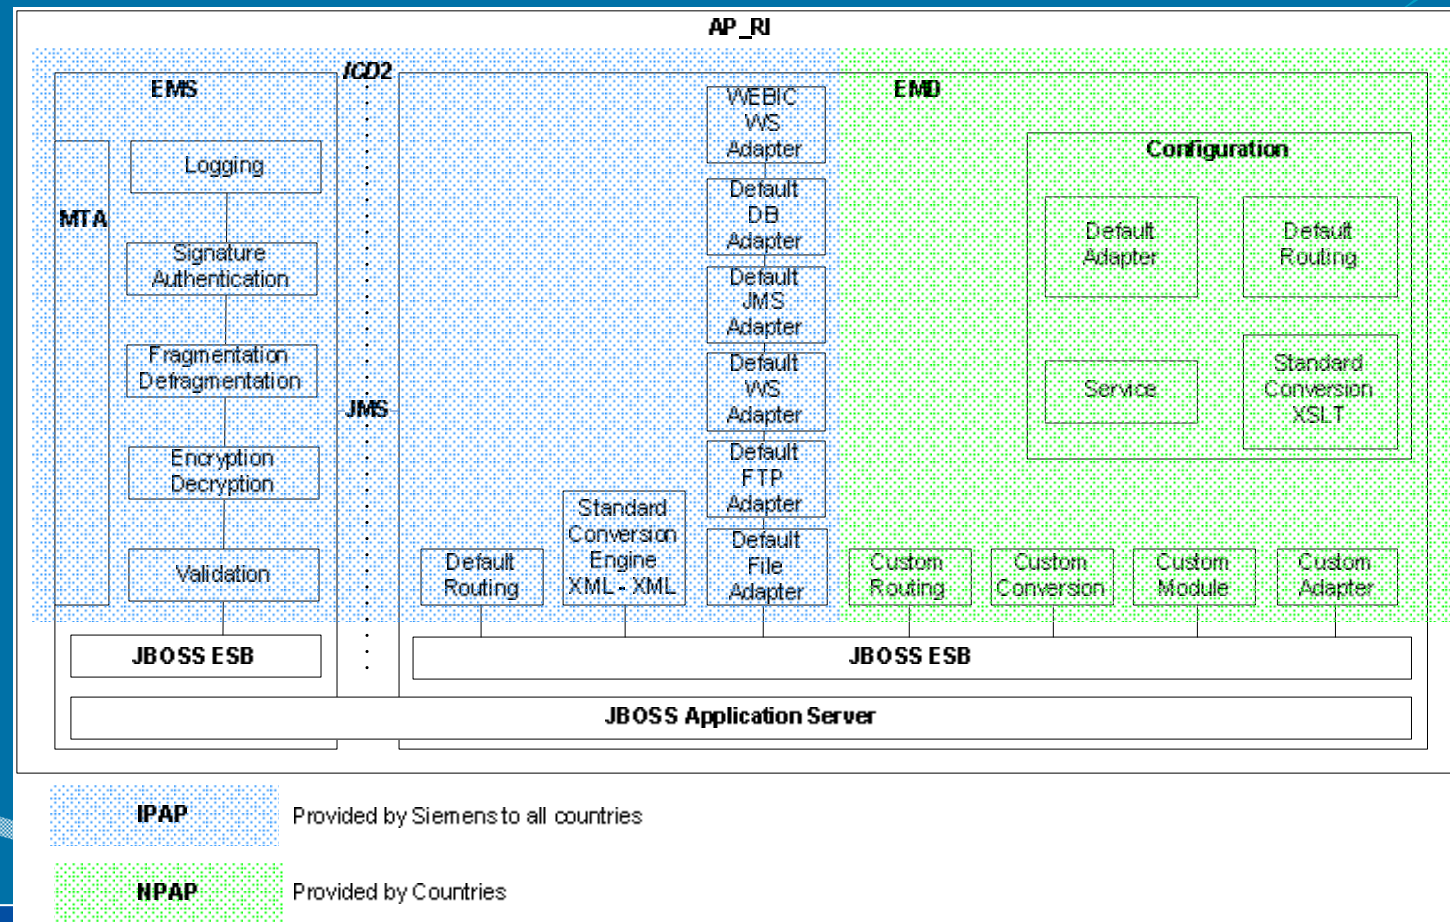 AP_RI
EMS
ICD2
EMD
MTA
Logging
Signature
Authentication
Fragmentation
Defragmentation
Encryption
Decryption
Validation
JBOSS ESB
JMS
WEBIC
WS
Adapter
Default
DB
Adapter
Default
JMS
Adapter
Default
WS
Adapter
Default
FTP
Adapter
Default
File
Adapter
Default
Routing
Standard
Conversion
Engine
XML - XML
Configuration
Default
Adapter
Default
Routing
Service
Standard
Conversion
XSLT
Custom
Routing
Custom
Conversion
Custom
Module
Custom
Adapter
JBOSS ESB
JBOSS Application Server
IPAP
Provided by Siemens to all countries
NPAP
Provided by Countries